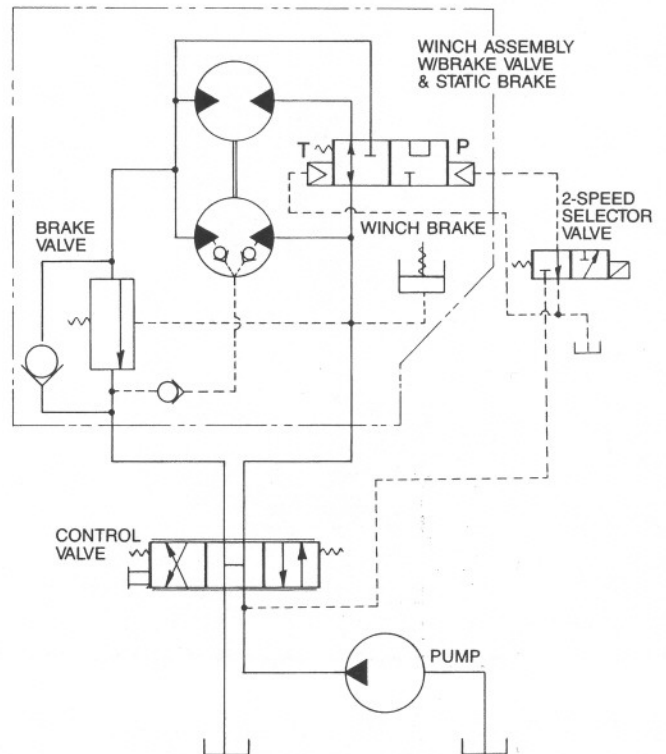 WINCH ASSEMBLY
W/BRAKE VALVE
& STATIC BRAKE
T
P
2-SPEED
SELECTOR
VALVE
BRAKE
VALVE
WINCH BRAKE
CONTROL
VALVE
PUMP